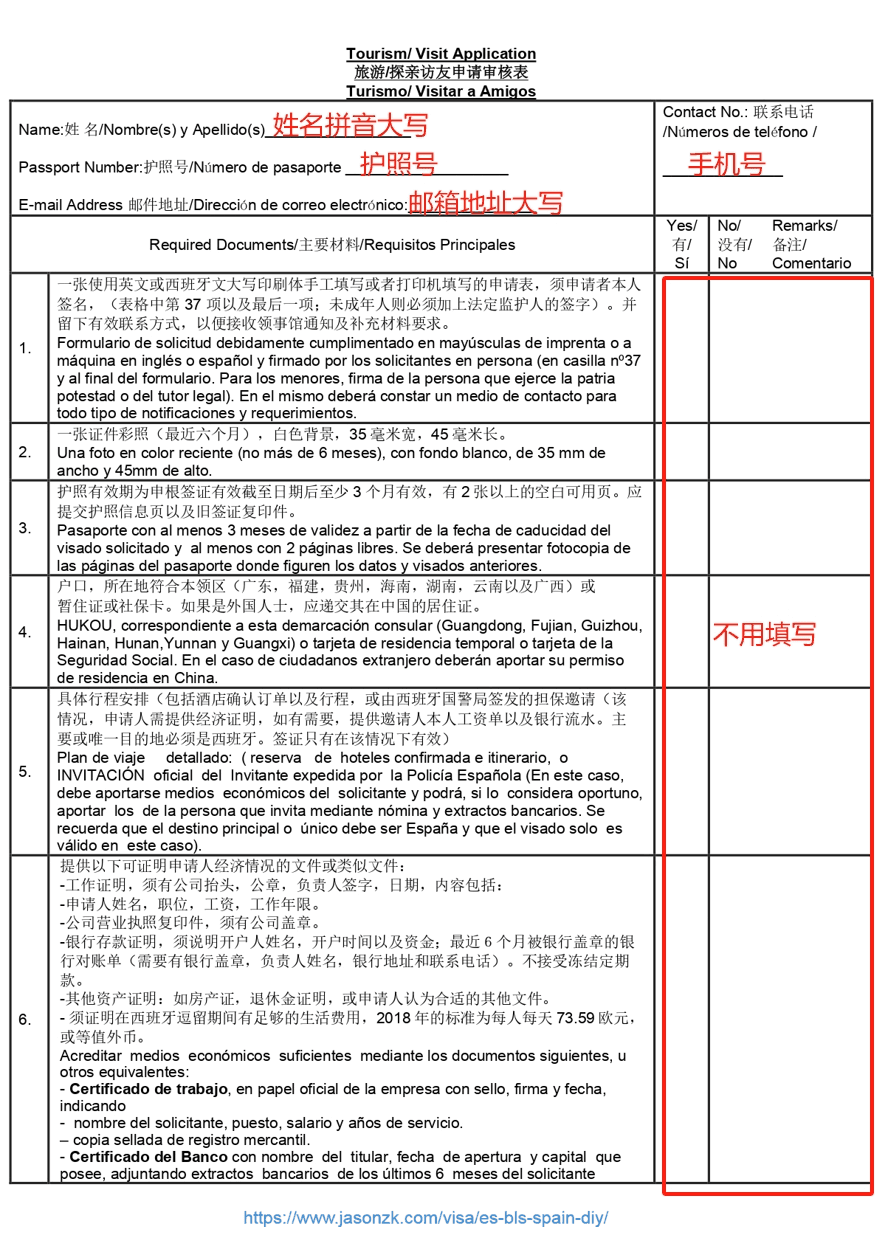 Tourism/ Visit Application
旅游/探亲访友申请审核表
Turismo/ Visitar a Amigos
Name:姓 名/Nombre(s) y Apellido(s) 姓名拼音大写
Passport Number:护照号/Número de pasaporte 护照号
E-mail Address 邮件地址/Dirección de correo electrónico: 邮箱地址大写
Contact No.: 联系电话
/Números de teléfono /
手机号
Required Documents/主要材料/Requisitos Principales
Yes/
有/
Sí
No/
没有/
No
Remarks/
备注/
Comentario
1.
一张使用英文或西班牙文大写印刷体手工填写或者打印机填写的申请表，须申请者本人
签名，（表格中第 37 项以及最后一项；未成年人则必须加上法定监护人的签字）。并
留下有效联系方式，以便接收领事馆通知及补充材料要求。
Formulario de solicitud debidamente cumplimentado en mayúsculas de imprenta o a
máquina en inglés o español y firmado por los solicitantes en persona (en casilla nº37
y al final del formulario. Para los menores, firma de la persona que ejerce la patria
potestad o del tutor legal). En el mismo deberá constar un medio de contacto para
todo tipo de notificaciones y requerimientos.
2.
一张证件彩照（最近六个月），白色背景，35 毫米宽，45 毫米长。
Una foto en color reciente (no más de 6 meses), con fondo blanco, de 35 mm de
ancho y 45mm de alto.
3.
护照有效期为申根签证有效截至日期后至少 3 个月有效，有 2 张以上的空白可用页。应
提交护照信息页以及旧签证复印件。
Pasaporte con al menos 3 meses de validez a partir de la fecha de caducidad del
visado solicitado y al menos con 2 páginas libres. Se deberá presentar fotocopia de
las páginas del pasaporte donde figuren los datos y visados anteriores.
4.
户口，所在地符合本领区（广东，福建，贵州，海南，湖南，云南以及广西）或
暂住证或社保卡。如果是外国人士，应递交其在中国的居住证。
HUKOU, correspondiente a esta demarcación consular (Guangdong, Fujian, Guizhou,
Hainan, Hunan,Yunnan y Guangxi) o tarjeta de residencia temporal o tarjeta de la
Seguridad Social. En el caso de ciudadanos extranjero deberán aportar su permiso
de residencia en China.
不用填写
5.
具体行程安排（包括酒店确认订单以及行程，或由西班牙国警局签发的担保邀请（该
情况，申请人需提供经济证明，如有需要，提供邀请人本人工资单以及银行流水。主
要或唯一目的地必须是西班牙。签证只有在该情况下有效）
Plan de viaje detallado: ( reserva de hoteles confirmada e itinerario, o
INVITACIÓN oficial del Invitante expedida por la Policía Española (En este caso,
debe aportarse medios económicos del solicitante y podrá, si lo considera oportuno,
aportar los de la persona que invita mediante nómina y extractos bancarios. Se
recuerda que el destino principal o único debe ser España y que el visado solo es
válido en este caso).
6.
提供以下可证明申请人经济情况的文件或类似文件：
-工作证明，须有公司抬头，公章，负责人签字，日期，内容包括：
-申请人姓名，职位，工资，工作年限。
-公司营业执照复印件，须有公司盖章。
-银行存款证明，须说明开户人姓名，开户时间以及资金；最近 6 个月被银行盖章的银
行对账单（需要有银行盖章，负责人姓名，银行地址和联系电话）。不接受冻结定期
款。
-其他资产证明：如房产证，退休金证明，或申请人认为合适的其他文件。
- 须证明在西班牙逗留期间有足够的生活费用，2018 年的标准为每人每天 73.59 欧元，
或等值外币。
Acreditar medios económicos suficientes mediante los documentos siguientes, u
otros equivalentes:
- Certificado de trabajo, en papel oficial de la empresa con sello, firma y fecha,
indicando
- nombre del solicitante, puesto, salario y años de servicio.
– copia sellada de registro mercantil.
- Certificado del Banco con nombre del titular, fecha de apertura y capital que
posee, adjuntando extractos bancarios de los últimos 6 meses del solicitante
https://www.jasonzk.com/visa/es-bls-spain-diy/